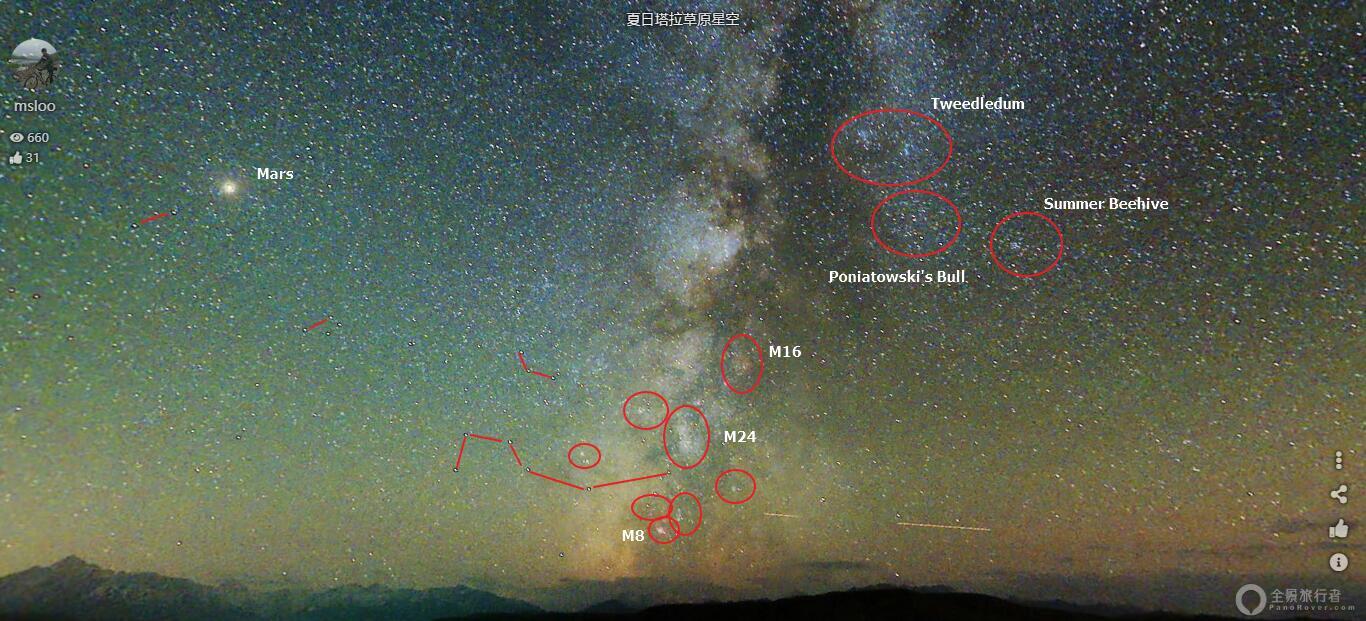 夏日塔拉草原星空
msloo
660
31
Mars
Tweedledum
Summer Beehive
Poniatowski's Bull
M16
M24
M8
全景旅行者
PanoRover.com